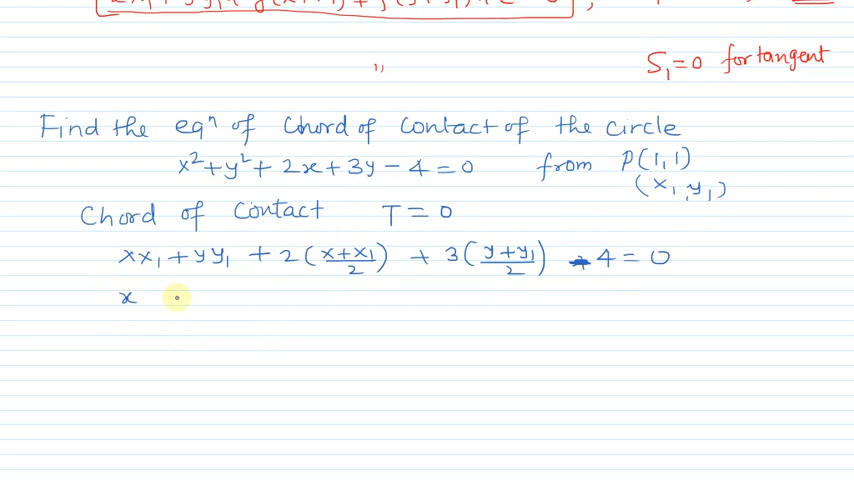 S₁=0 for tangent
Find the eqⁿ of Chord of Contact of the circle
x²+y²+2x+3y-4=0 from P(1,1)
(x₁,y₁)
Chord of Contact T=0
xx₁+yy₁+2(x+x₁/2)+3(y+y₁/2)-4=0
x